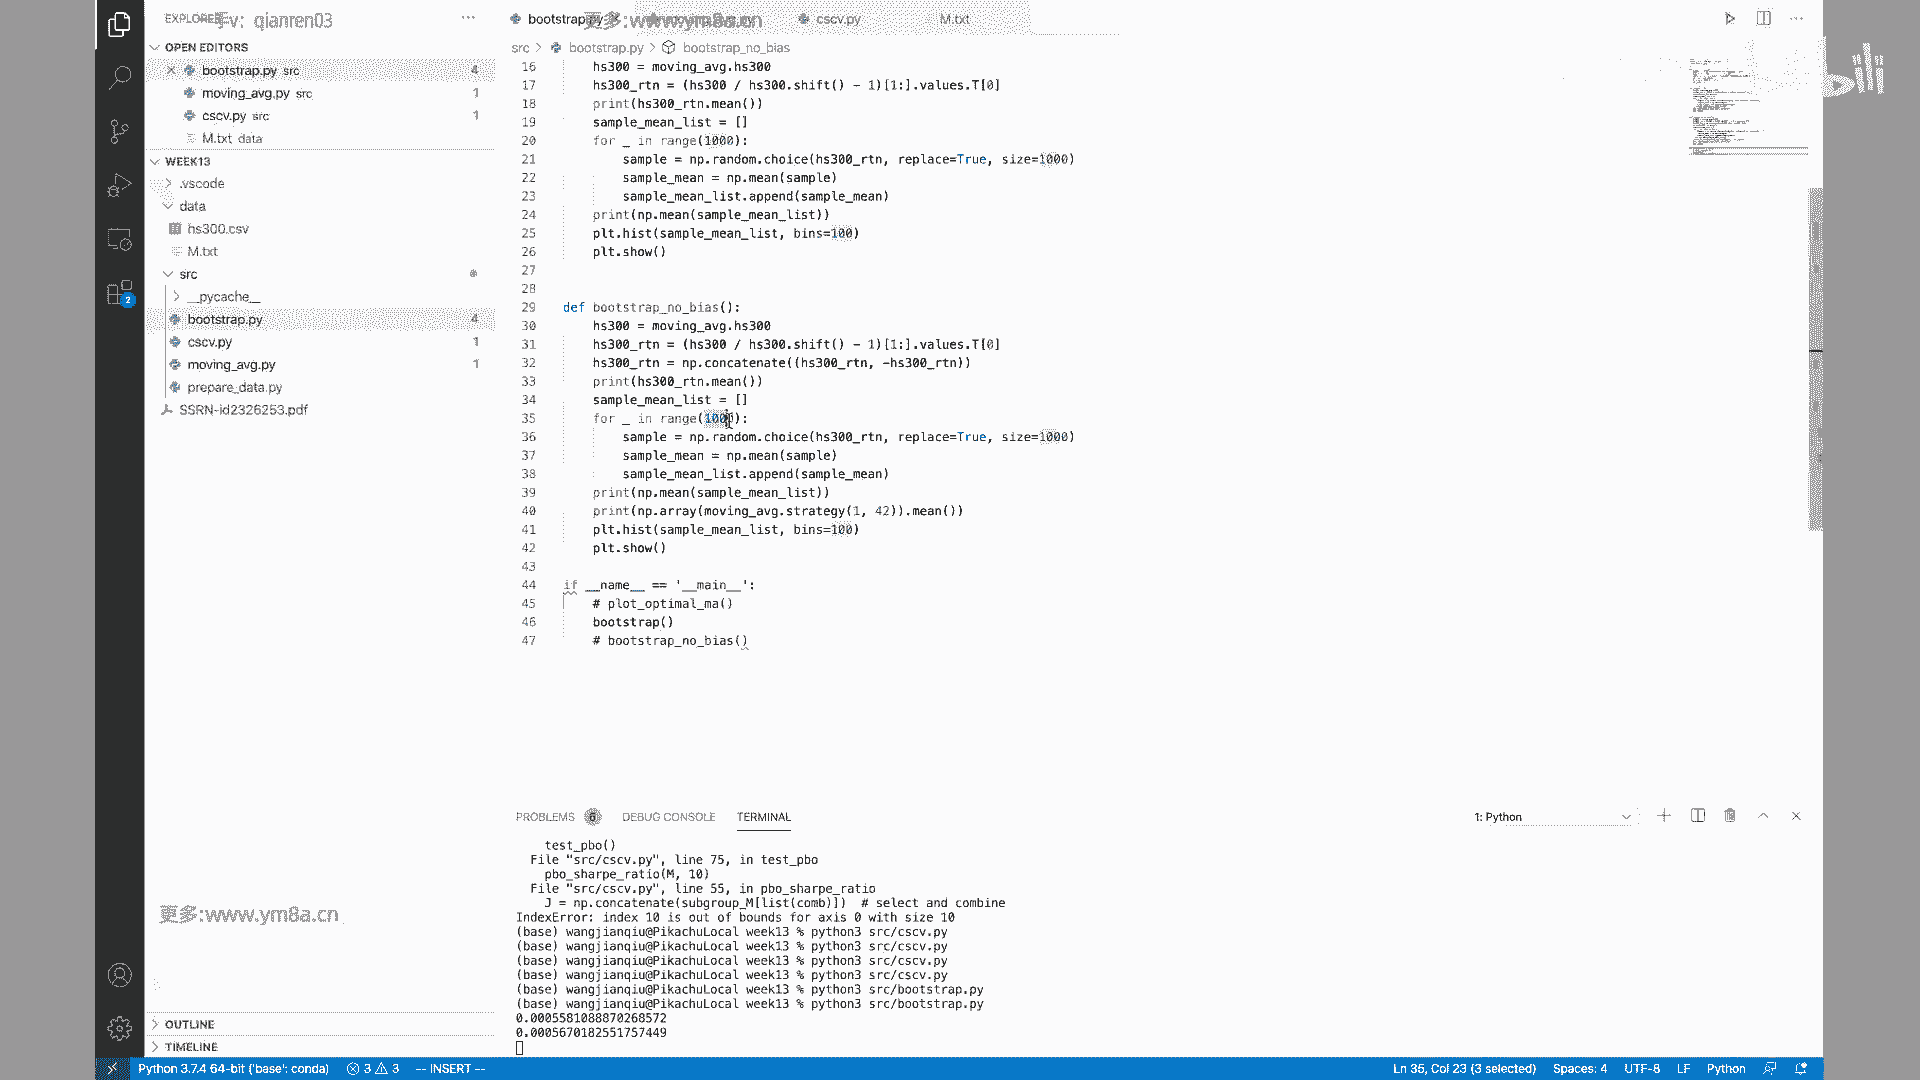 EXPLORER
手v: qianren03
更多:www.ym8a.cn
bootstrap.py
cscv.py
M.txt
OPEN EDITORS
bootstrap.py src 4
moving_avg.py src 1
cscv.py src 1
M.txt data
WEEK13
.vscode
data
hs300.csv
M.txt
src
__pycache__
bootstrap.py 4
cscv.py 1
moving_avg.py 1
prepare_data.py
SSRN-id2326253.pdf
更多:www.ym8a.cn
OUTLINE
TIMELINE
2
src > bootstrap.py > bootstrap_no_bias
16 hs300 = moving_avg.hs300
17 hs300_rtn = (hs300 / hs300.shift() - 1)[1:].values.T[0]
18 print(hs300_rtn.mean())
19 sample_mean_list = []
20 for _ in range(1000):
21 sample = np.random.choice(hs300_rtn, replace=True, size=1000)
22 sample_mean = np.mean(sample)
23 sample_mean_list.append(sample_mean)
24 print(np.mean(sample_mean_list))
25 plt.hist(sample_mean_list, bins=100)
26 plt.show()
27
28
29 def bootstrap_no_bias():
30 hs300 = moving_avg.hs300
31 hs300_rtn = (hs300 / hs300.shift() - 1)[1:].values.T[0]
32 hs300_rtn = np.concatenate((hs300_rtn, -hs300_rtn))
33 print(hs300_rtn.mean())
34 sample_mean_list = []
35 for _ in range(1000):
36 sample = np.random.choice(hs300_rtn, replace=True, size=1000)
37 sample_mean = np.mean(sample)
38 sample_mean_list.append(sample_mean)
39 print(np.mean(sample_mean_list))
40 print(np.array(moving_avg.strategy(1, 42)).mean())
41 plt.hist(sample_mean_list, bins=100)
42 plt.show()
43
44 if __name__ == '__main__':
45 # plot_optimal_ma()
46 bootstrap()
47 # bootstrap_no_bias()
PROBLEMS 6 DEBUG CONSOLE TERMINAL 1: Python
test_pbo()
File "src/cscv.py", line 75, in test_pbo
pbo_sharpe_ratio(M, 10)
File "src/cscv.py", line 55, in pbo_sharpe_ratio
J = np.concatenate(subgroup_M[list(comb)]) # select and combine
IndexError: index 10 is out of bounds for axis 0 with size 10
(base) wangjianqiu@PikachuLocal week13 % python3 src/cscv.py
(base) wangjianqiu@PikachuLocal week13 % python3 src/cscv.py
(base) wangjianqiu@PikachuLocal week13 % python3 src/cscv.py
(base) wangjianqiu@PikachuLocal week13 % python3 src/cscv.py
(base) wangjianqiu@PikachuLocal week13 % python3 src/bootstrap.py
(base) wangjianqiu@PikachuLocal week13 % python3 src/bootstrap.py
0.0005581088870268572
0.0005670182551757449
Python 3.7.4 64-bit ('base': conda) 3 3 -- INSERT -- Ln 35, Col 23 (3 selected) Spaces: 4 UTF-8 LF Python